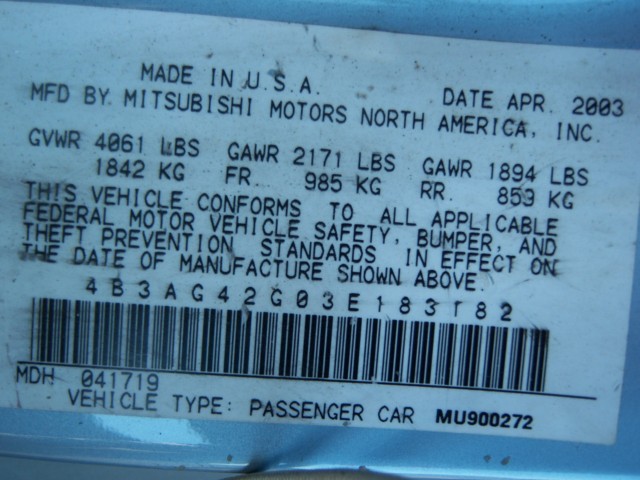 MADE IN U.S.A. DATE APR. 2003
MFD BY MITSUBISHI MOTORS NORTH AMERICA, INC.
GVWR 4061 LBS GAWR 2171 LBS GAWR 1894 LBS
1842 KG FR. 985 KG RR. 859 KG
THIS VEHICLE CONFORMS TO ALL APPLICABLE
FEDERAL MOTOR VEHICLE SAFETY, BUMPER, AND
THEFT PREVENTION STANDARDS IN EFFECT ON
THE DATE OF MANUFACTURE SHOWN ABOVE.
4B3AG42G03E183182
MDH 041719
VEHICLE TYPE: PASSENGER CAR MU900272